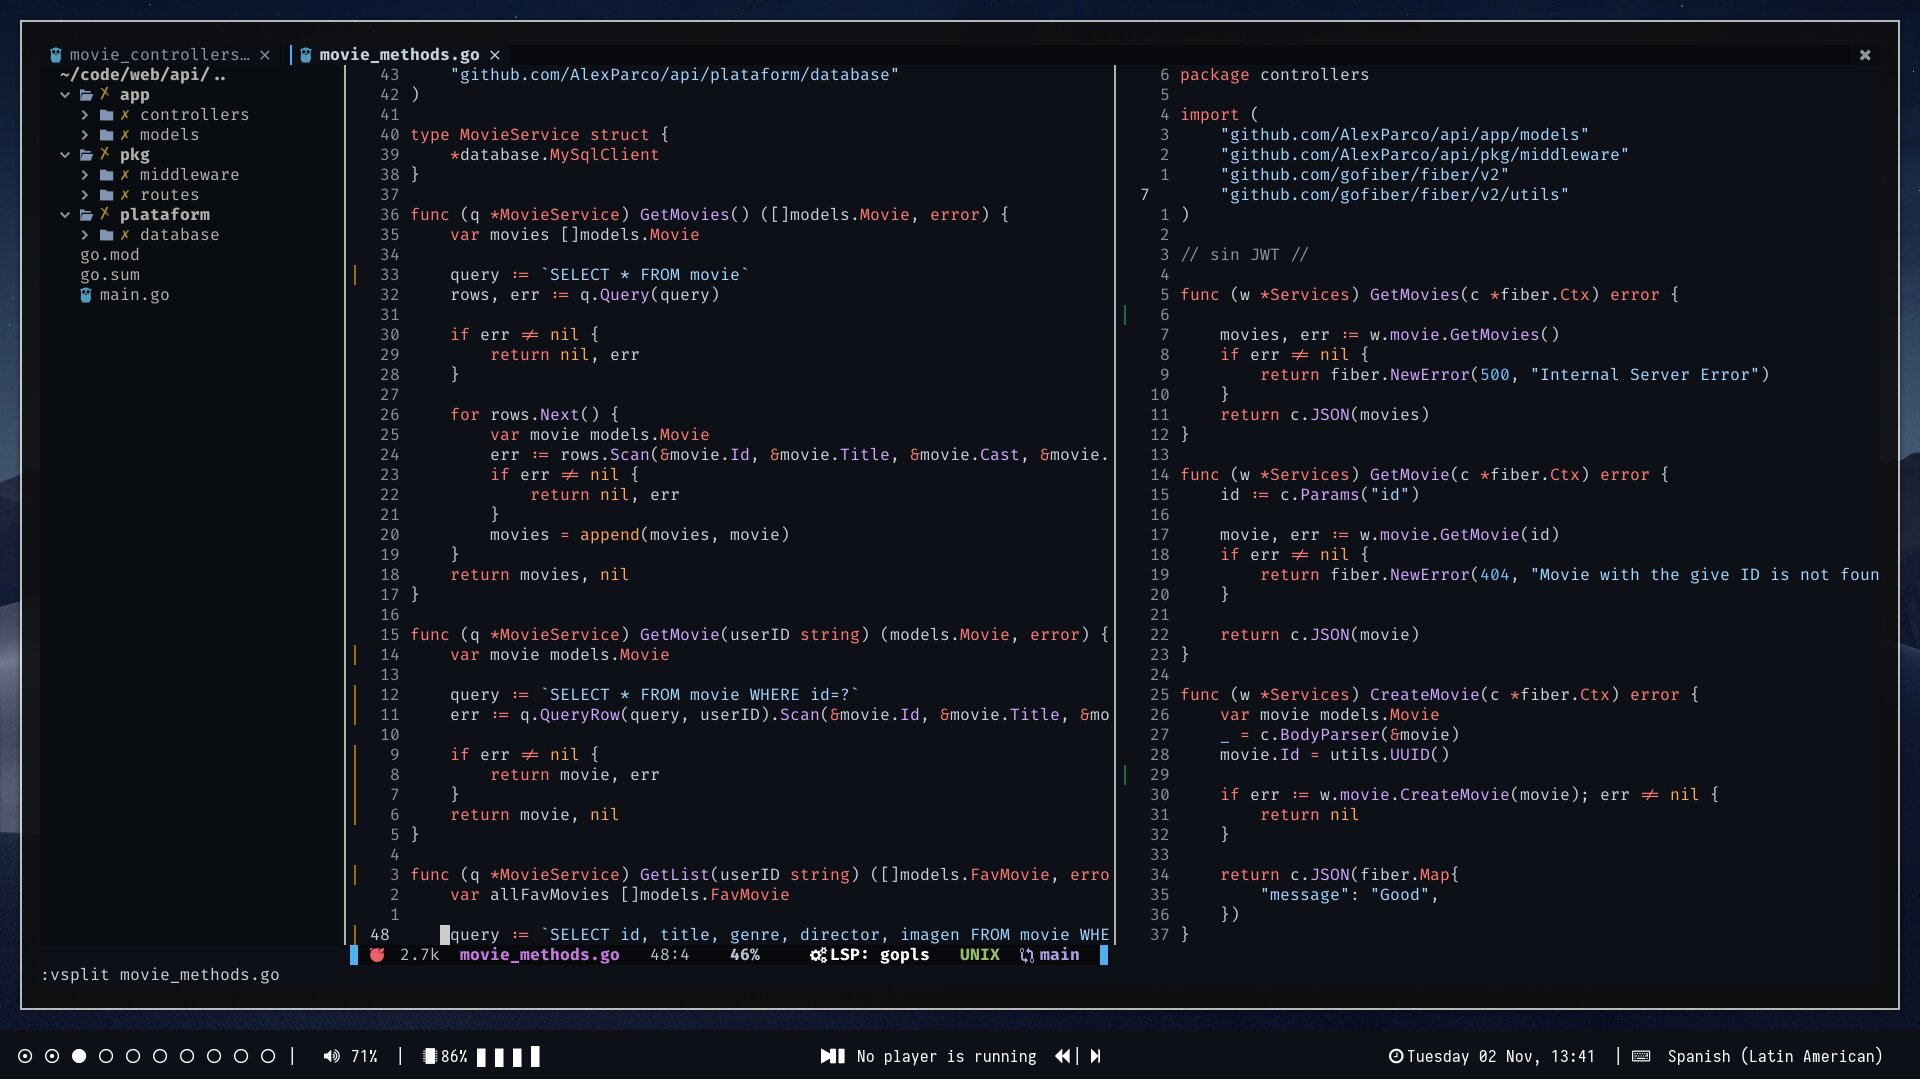 movie_controllers… ×
movie_methods.go ×
~/code/web/api/..
app
controllers
models
pkg
middleware
routes
plataform
database
go.mod
go.sum
main.go
43     "github.com/AlexParco/api/plataform/database"
42 )
41
40 type MovieService struct {
39     *database.MySqlClient
38 }
37
36 func (q *MovieService) GetMovies() ([]models.Movie, error) {
35     var movies []models.Movie
34
33     query := `SELECT * FROM movie`
32     rows, err := q.Query(query)
31
30     if err != nil {
29         return nil, err
28     }
27
26     for rows.Next() {
25         var movie models.Movie
24         err := rows.Scan(&movie.Id, &movie.Title, &movie.Cast, &movie.
23         if err != nil {
22             return nil, err
21         }
20         movies = append(movies, movie)
19     }
18     return movies, nil
17 }
16
15 func (q *MovieService) GetMovie(userID string) (models.Movie, error) {
14     var movie models.Movie
13
12     query := `SELECT * FROM movie WHERE id=?`
11     err := q.QueryRow(query, userID).Scan(&movie.Id, &movie.Title, &mo
10
9     if err != nil {
8         return movie, err
7     }
6     return movie, nil
5 }
4
3 func (q *MovieService) GetList(userID string) ([]models.FavMovie, erro
2     var allFavMovies []models.FavMovie
1
48     query := `SELECT id, title, genre, director, imagen FROM movie WHE
2.7k movie_methods.go 48:4 46% LSP: gopls UNIX main
6 package controllers
5
4 import (
3     "github.com/AlexParco/api/app/models"
2     "github.com/AlexParco/api/pkg/middleware"
1     "github.com/gofiber/fiber/v2"
7     "github.com/gofiber/fiber/v2/utils"
1 )
2
3 // sin JWT //
4
5 func (w *Services) GetMovies(c *fiber.Ctx) error {
6
7     movies, err := w.movie.GetMovies()
8     if err != nil {
9         return fiber.NewError(500, "Internal Server Error")
10     }
11     return c.JSON(movies)
12 }
13
14 func (w *Services) GetMovie(c *fiber.Ctx) error {
15     id := c.Params("id")
16
17     movie, err := w.movie.GetMovie(id)
18     if err != nil {
19         return fiber.NewError(404, "Movie with the give ID is not foun
20     }
21
22     return c.JSON(movie)
23 }
24
25 func (w *Services) CreateMovie(c *fiber.Ctx) error {
26     var movie models.Movie
27     _ = c.BodyParser(&movie)
28     movie.Id = utils.UUID()
29
30     if err := w.movie.CreateMovie(movie); err != nil {
31         return nil
32     }
33
34     return c.JSON(fiber.Map{
35         "message": "Good",
36     })
37 }
:vsplit movie_methods.go
71% | 86% No player is running Tuesday 02 Nov, 13:41 | Spanish (Latin American)